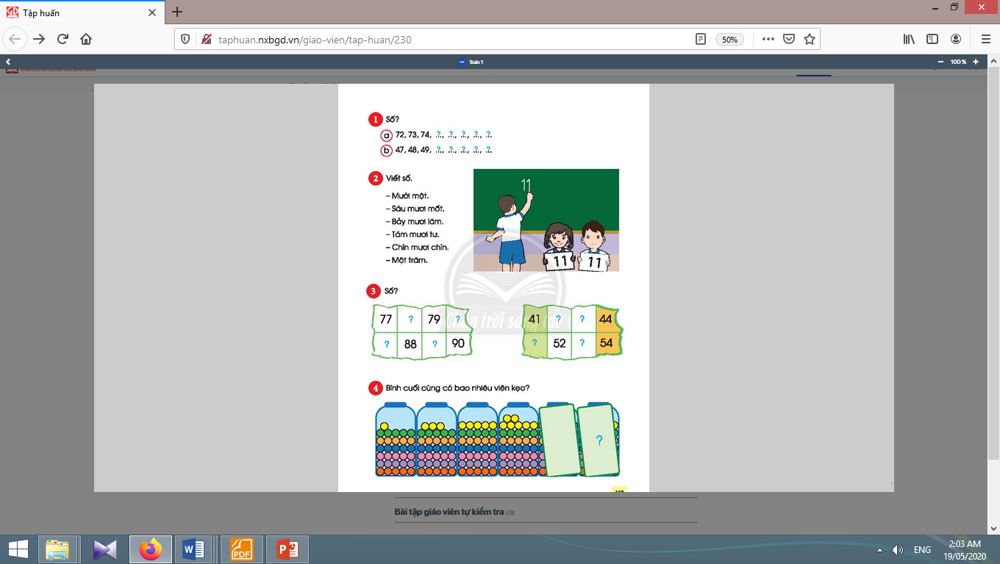 Tập huấn
taphuan.nxbgd.vn/giao-vien/tap-huan/230
50%
Toán 1
100 %
1 Số?
a 72, 73, 74, .?., .?., .?., .?., .?.
b 47, 48, 49, .?., .?., .?., .?., .?.
2 Viết số.
– Mười một.
– Sáu mươi mốt.
– Bảy mươi lăm.
– Tám mươi tư.
– Chín mươi chín.
– Một trăm.
11
11 11
Chân trời sáng tạo
3 Số?
77 ? 79 ?
? 88 ? 90
41 ? ? 44
? 52 ? 54
4 Bình cuối cùng có bao nhiêu viên kẹo?
?
Bài tập giáo viên tự kiểm tra (0)
PDF
ENG
2:03 AM
19/05/2020